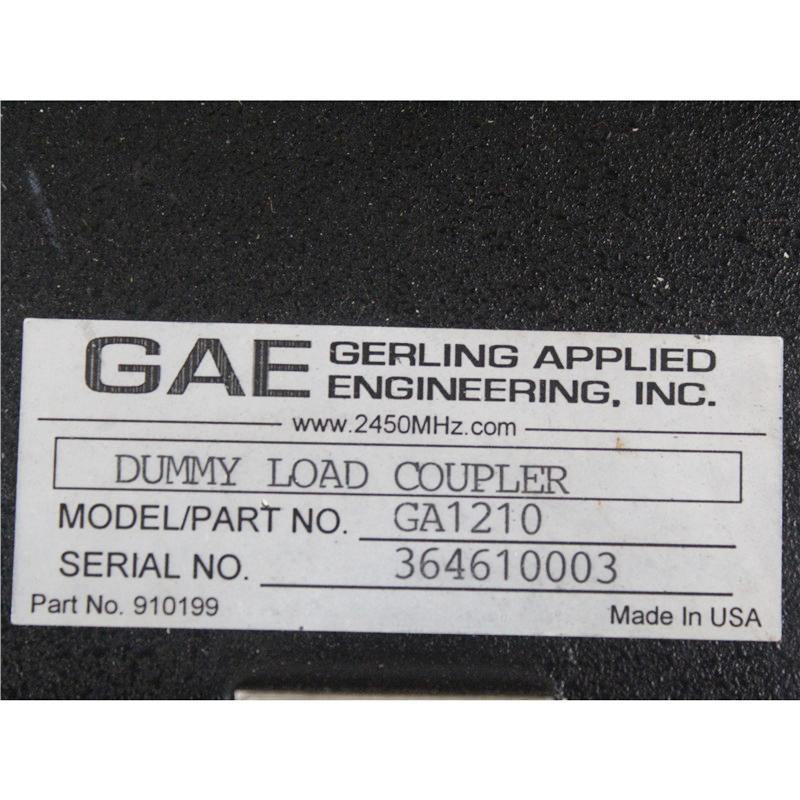 GAE GERLING APPLIED
ENGINEERING, INC.
www.2450MHz.com
DUMMY LOAD COUPLER
MODEL/PART NO. GA1210
SERIAL NO. 364610003
Part No. 910199 Made In USA